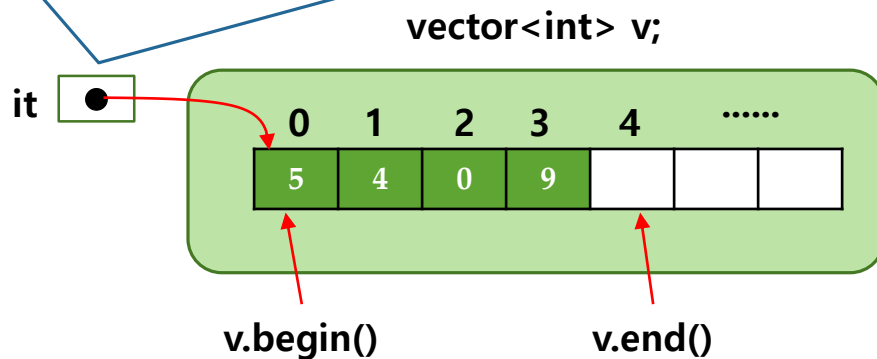 vector<int> v;
it
0 1 2 3 4 ......
5 4 0 9
v.begin() v.end()